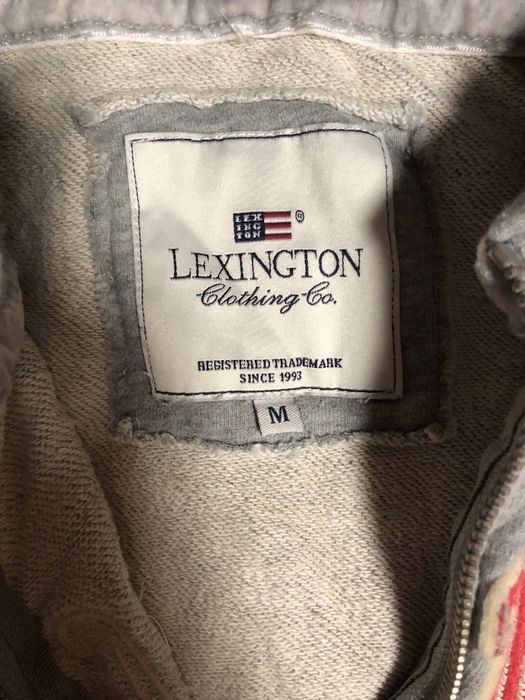 LEX
ING
TON
®
LEXINGTON
Clothing Co.
REGISTERED TRADEMARK
SINCE 1993
M